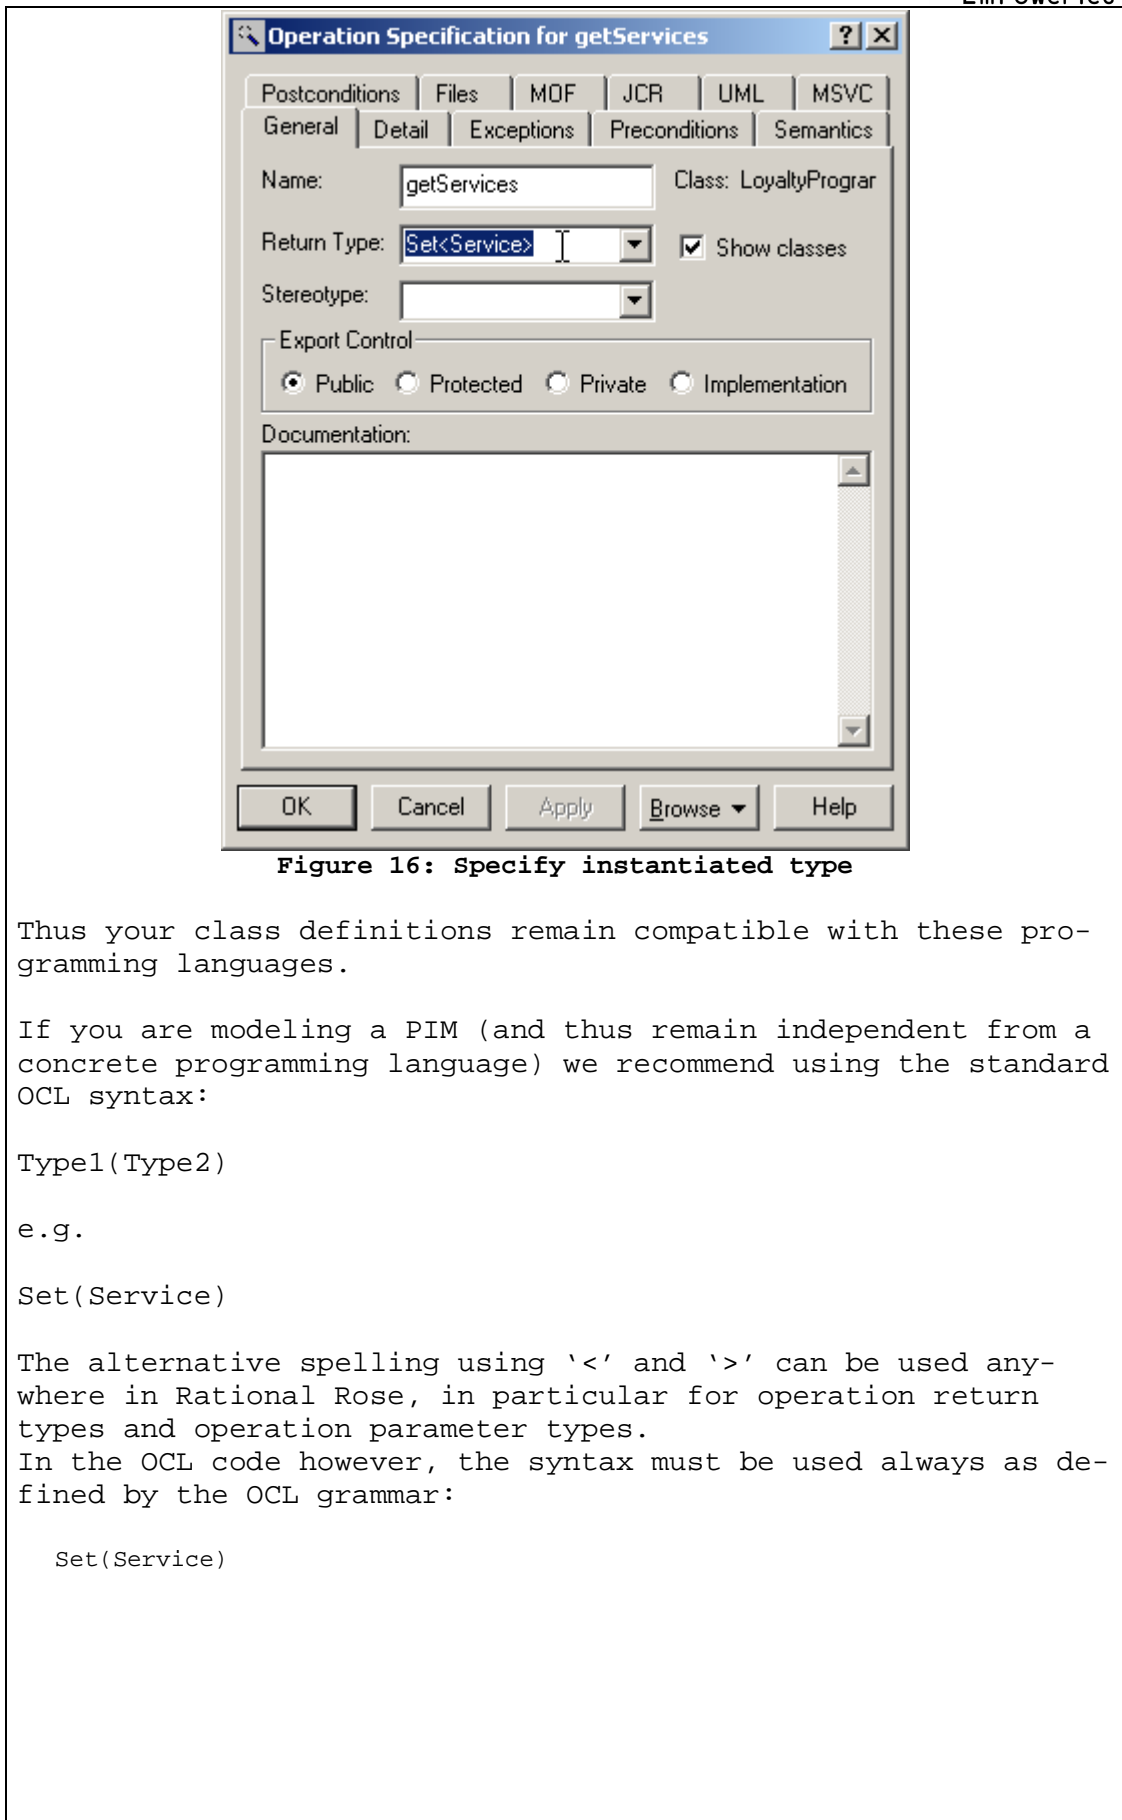 Operation Specification for getServices
Postconditions Files MOF JCR UML MSVC
General Detail Exceptions Preconditions Semantics
Name: getServices Class: LoyaltyPrograr
Return Type: Set<Service> Show classes
Stereotype:
Export Control
Public Protected Private Implementation
Documentation:
OK Cancel Apply Browse Help
Figure 16: Specify instantiated type
Thus your class definitions remain compatible with these pro-
gramming languages.
If you are modeling a PIM (and thus remain independent from a
concrete programming language) we recommend using the standard
OCL syntax:
Type1(Type2)
e.g.
Set(Service)
The alternative spelling using ‘<’ and ‘>’ can be used any-
where in Rational Rose, in particular for operation return
types and operation parameter types.
In the OCL code however, the syntax must be used always as de-
fined by the OCL grammar:
Set(Service)